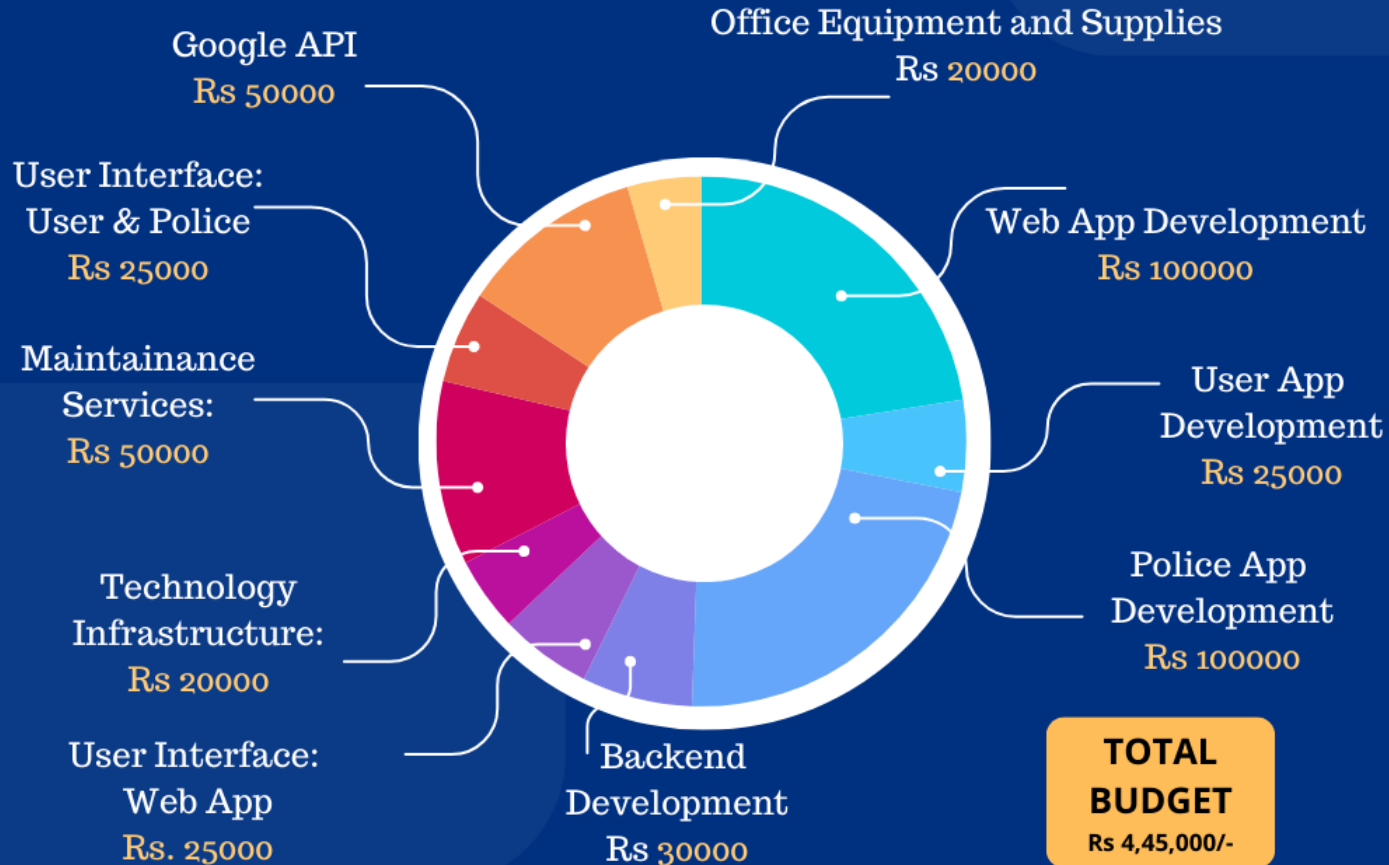 Office Equipment and Supplies
Rs 20000
Google API
Rs 50000
User Interface:
User & Police
Rs 25000
Web App Development
Rs 100000
Maintainance
Services:
Rs 50000
User App
Development
Rs 25000
Technology
Infrastructure:
Rs 20000
Police App
Development
Rs 100000
User Interface:
Web App
Rs. 25000
Backend
Development
Rs 30000
TOTAL
BUDGET
Rs 4,45,000/-